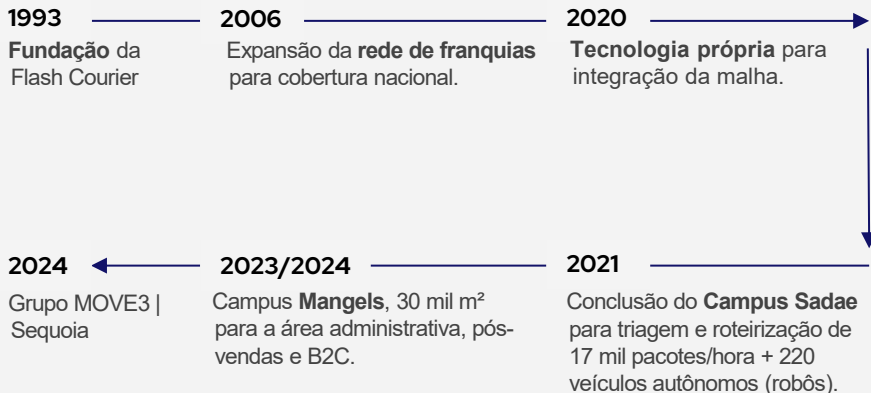 1993
Fundação da
Flash Courier
2006
Expansão da rede de franquias
para cobertura nacional.
2020
Tecnologia própria para
integração da malha.
2021
Conclusão do Campus Sadae
para triagem e roteirização de
17 mil pacotes/hora + 220
veículos autônomos (robôs).
2023/2024
Campus Mangels, 30 mil m²
para a área administrativa, pós-
vendas e B2C.
2024
Grupo MOVE3 |
Sequoia